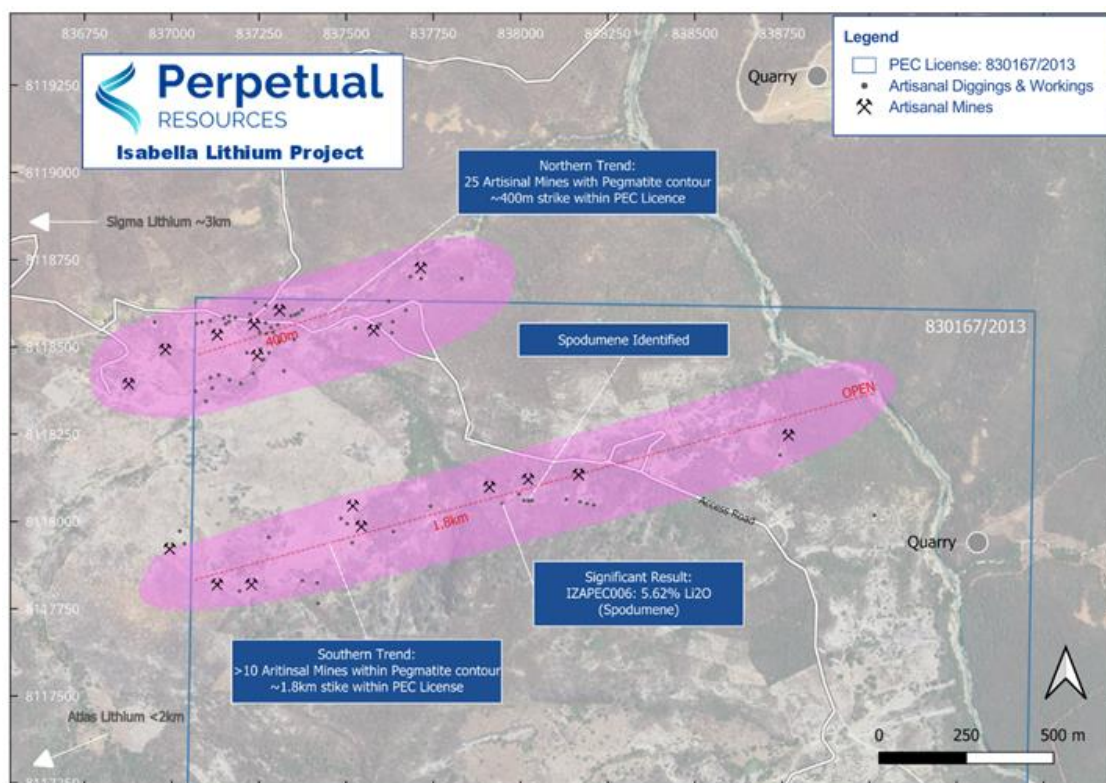 836750 837000 837250 837500 837750 838000 838250 838500 838750
Perpetual
RESOURCES
Isabella Lithium Project
Legend
PEC License: 830167/2013
Artisanal Diggings & Workings
Artisanal Mines
Quarry
8119250
8119000
8118750
8118500
8118250
8118000
8117750
8117500
8117250
Northern Trend:
25 Artisinal Mines with Pegmatite contour
~400m strike within PEC Licence
Sigma Lithium ~3km
830167/2013
400m
Spodumene Identified
OPEN
1.8km
Access Road
Quarry
Significant Result:
IZAPEC006: 5.62% Li2O
(Spodumene)
Southern Trend:
>10 Aritinsal Mines within Pegmatite contour
~1.8km stike within PEC License
Atlas Lithium <2km
0 250 500 m